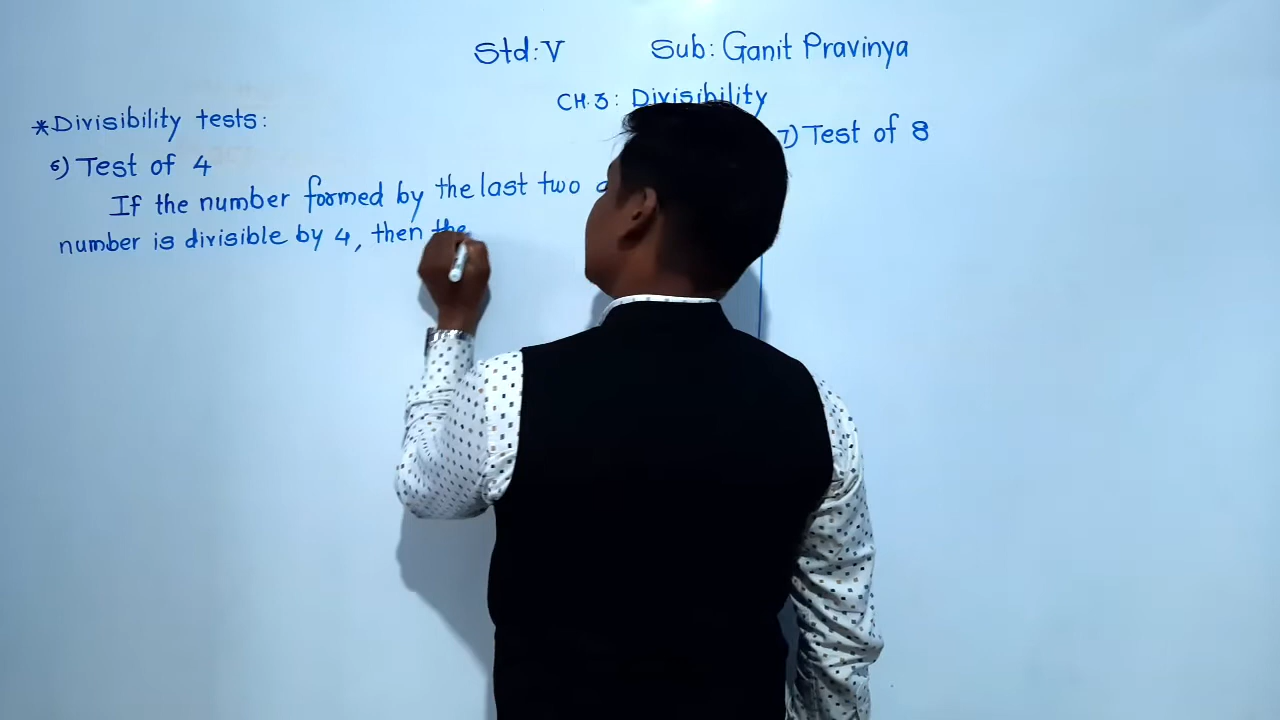 Std: V Sub: Ganit Pravinya
CH. 3: Divisibility
*Divisibility tests:
6) Test of 4
If the number formed by the last two
number is divisible by 4, then the
7) Test of 8